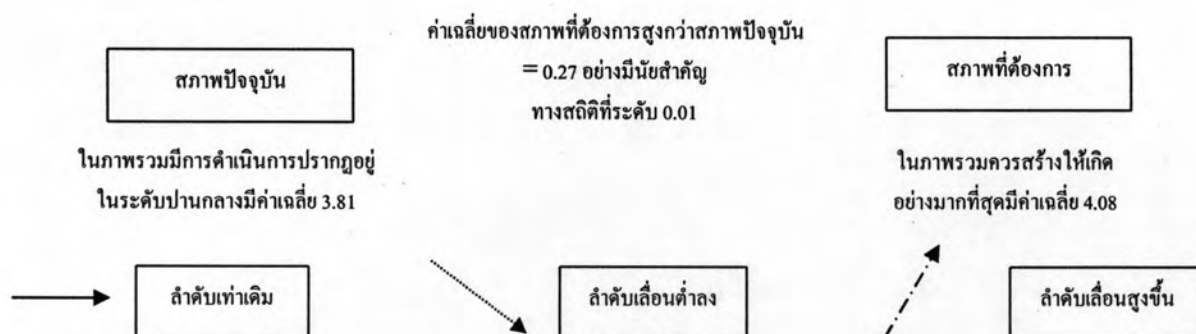 ค่าเฉลี่ยของสภาพที่ต้องการสูงกว่าสภาพปัจจุบัน
= 0.27 อย่างมีนัยสำคัญ
ทางสถิติที่ระดับ 0.01
สภาพปัจจุบัน
สภาพที่ต้องการ
ในภาพรวมมีการดำเนินการปรากฏอยู่
ในระดับปานกลางมีค่าเฉลี่ย 3.81
ในภาพรวมควรสร้างให้เกิด
อย่างมากที่สุดมีค่าเฉลี่ย 4.08
ลำดับเท่าเดิม
ลำดับเลื่อนต่ำลง
ลำดับเลื่อนสูงขึ้น